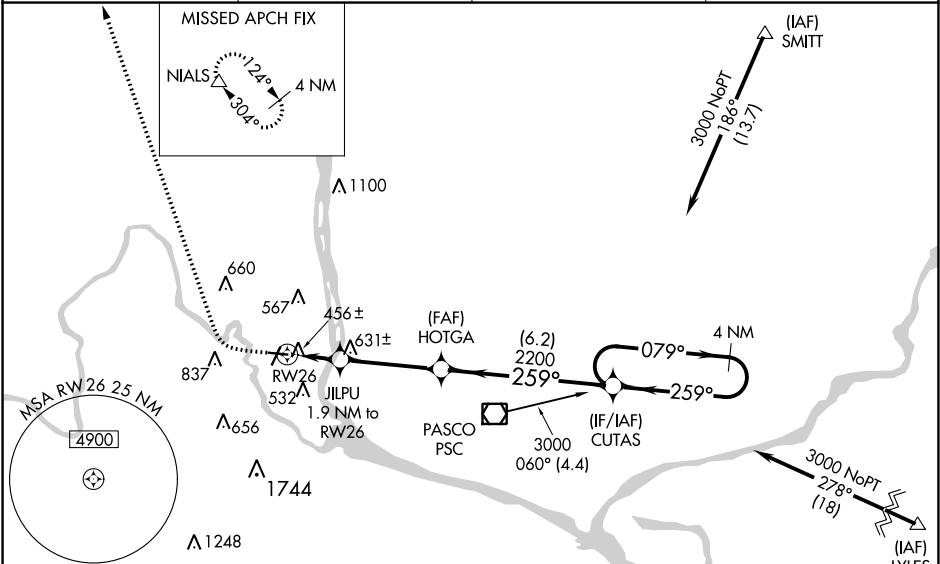 MISSED APCH FIX
NIALS
124°
4 NM
304°
(IAF)
SMITT
3000 NoPT
186°
(13.7)
1100
660
567
456±
(FAF)
HOTGA
(6.2)
2200
259°
4 NM
079°
259°
631±
837
RW26
532
JILPU
1.9 NM to
RW26
656
1744
1248
PASCO
PSC
3000
060° (4.4)
(IF/IAF)
CUTAS
3000 NoPT
278°
(18)
(IAF)
LYLES
MSA RW 26 25 NM
4900